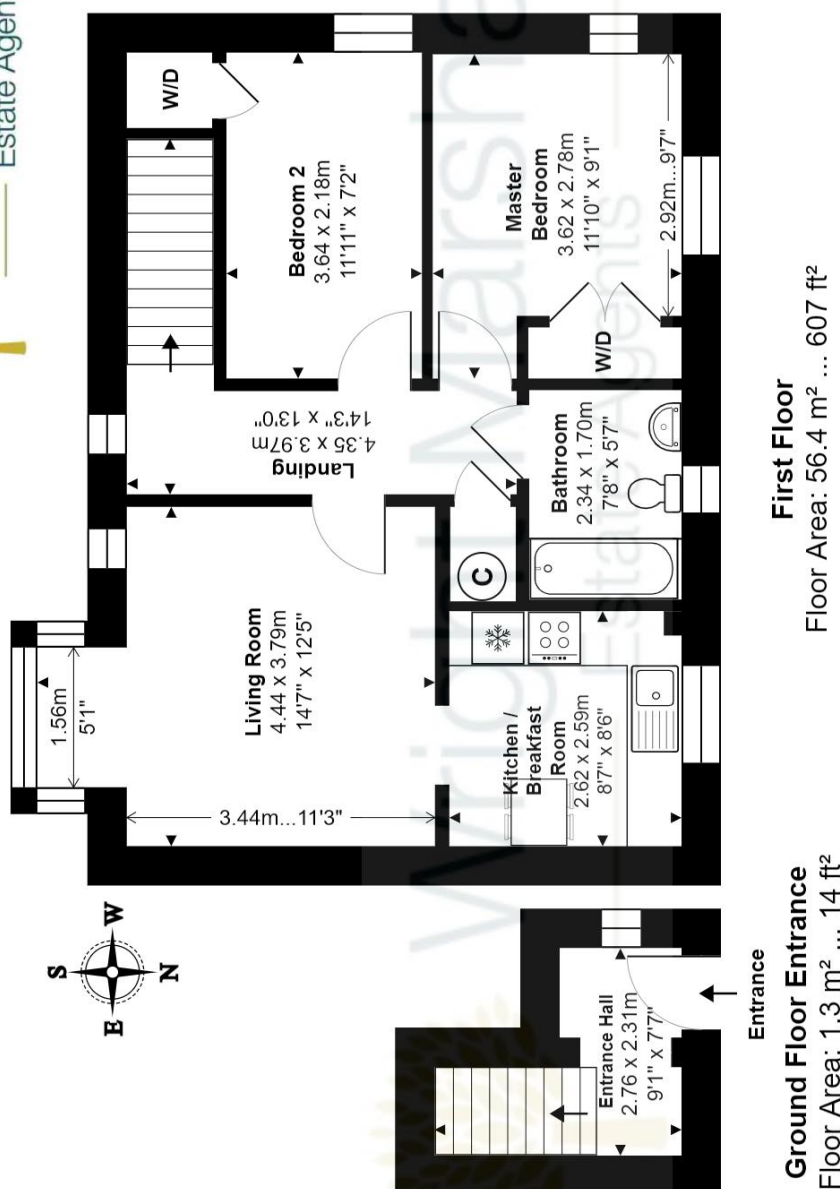 Estate Agen
W/D
Bedroom 2
3.64 x 2.18m
11'11" x 7'2"
Master
Bedroom
3.62 x 2.78m
11'10" x 9'1"
2.92m...9'7"
W/D
Landing
4.35 x 3.97m
14'3" x 13'0"
Bathroom
2.34 x 1.70m
7'8" x 5'7"
C
1.56m
5'1"
Living Room
4.44 x 3.79m
14'7" x 12'5"
3.44m...11'3"
Kitchen /
Breakfast
Room
2.62 x 2.59m
8'7" x 8'6"
First Floor
Floor Area: 56.4 m² ... 607 ft²
S
W
E
N
Entrance Hall
2.76 x 2.31m
9'1" x 7'7"
Entrance
Ground Floor Entrance
Floor Area: 1.3 m² ... 14 ft²
Wright Marshall
Estate Agents